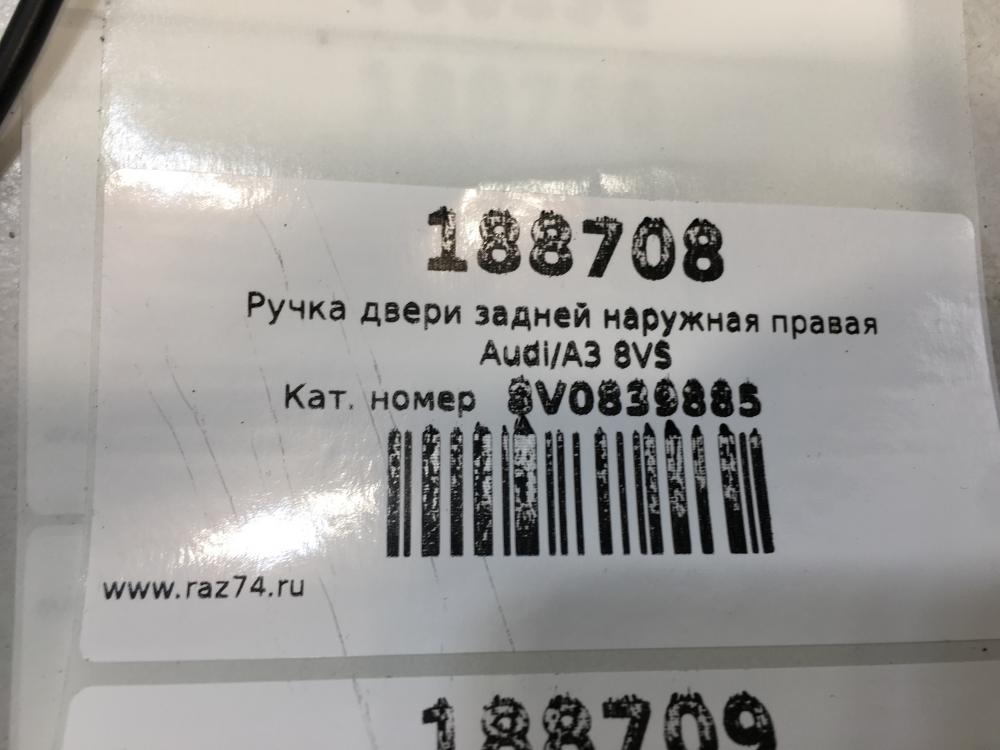 188708
Ручка двери задней наружная правая
Audi/A3 8VS
Кат. номер 8V0839885
www.raz74.ru
188709